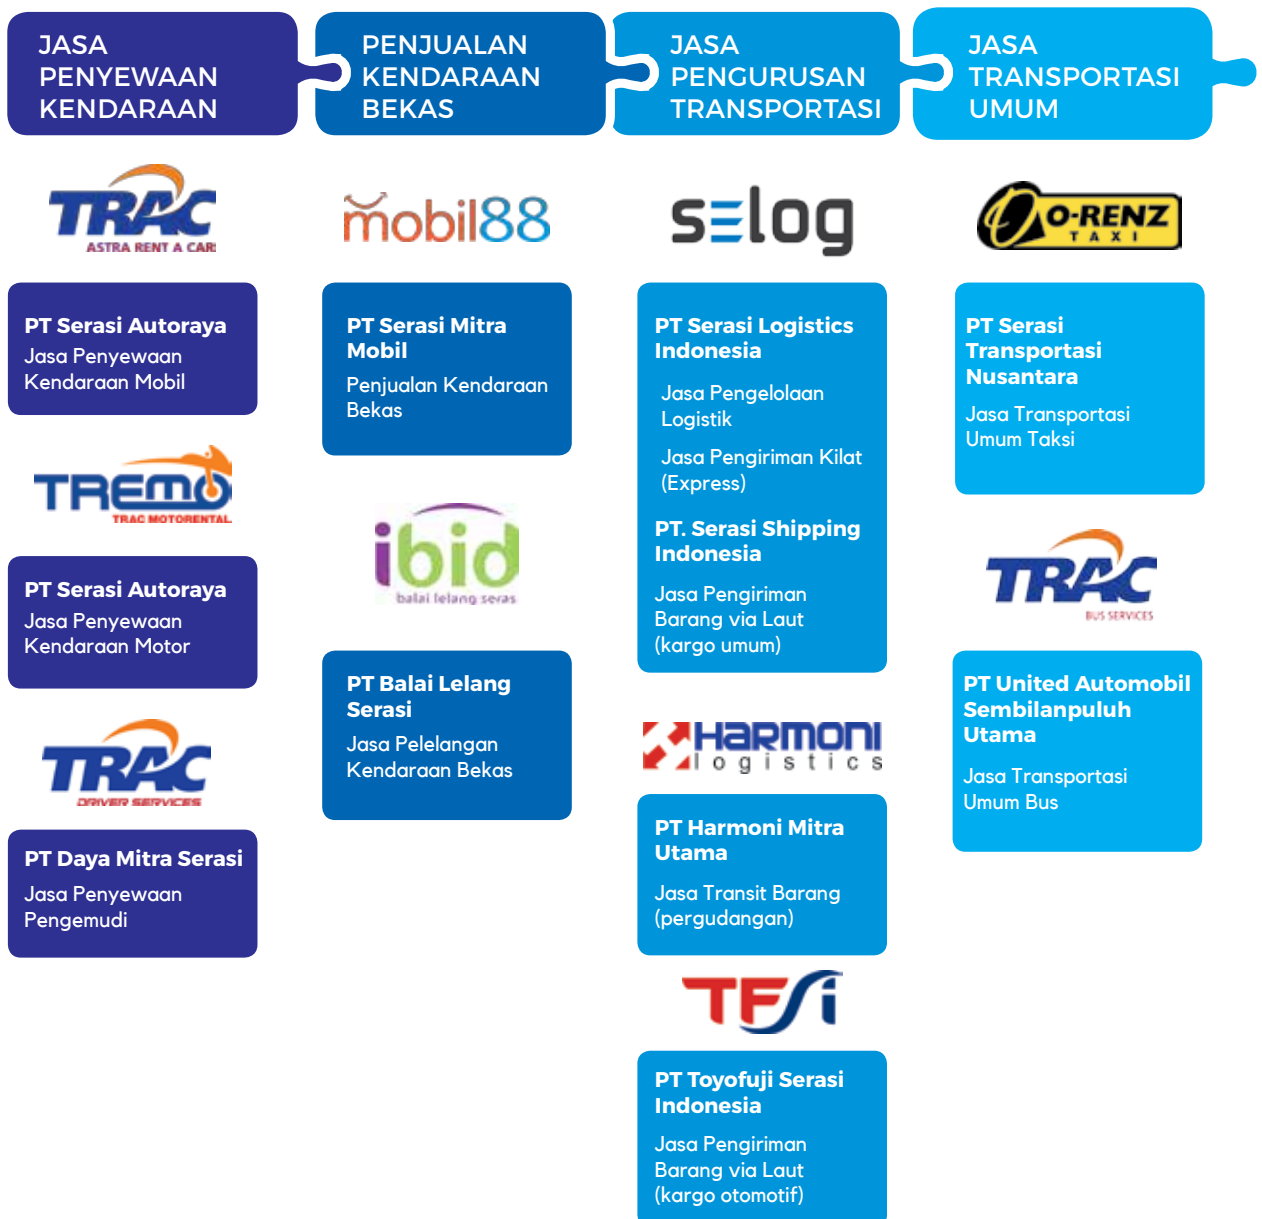 JASA
PENYEWAAN
KENDARAAN
PENJUALAN
KENDARAAN
BEKAS
JASA
PENGURUSAN
TRANSPORTASI
JASA
TRANSPORTASI
UMUM
TRAC
ASTRA RENT A CAR
PT Serasi Autoraya
Jasa Penyewaan
Kendaraan Mobil
TREMO
TRAC MOTORENTAL
PT Serasi Autoraya
Jasa Penyewaan
Kendaraan Motor
TRAC
DRIVER SERVICES
PT Daya Mitra Serasi
Jasa Penyewaan
Pengemudi
mobil88
PT Serasi Mitra
Mobil
Penjualan Kendaraan
Bekas
ibid
balai lelang seras
PT Balai Lelang
Serasi
Jasa Pelelangan
Kendaraan Bekas
selog
PT Serasi Logistics
Indonesia
Jasa Pengelolaan
Logistik
Jasa Pengiriman Kilat
(Express)
PT. Serasi Shipping
Indonesia
Jasa Pengiriman
Barang via Laut
(kargo umum)
HARMONI
logistics
PT Harmoni Mitra
Utama
Jasa Transit Barang
(pergudangan)
TFSi
PT Toyofuji Serasi
Indonesia
Jasa Pengiriman
Barang via Laut
(kargo otomotif)
O-RENZ
TAXI
PT Serasi
Transportasi
Nusantara
Jasa Transportasi
Umum Taksi
TRAC
BUS SERVICES
PT United Automobil
Sembilanpuluh
Utama
Jasa Transportasi
Umum Bus